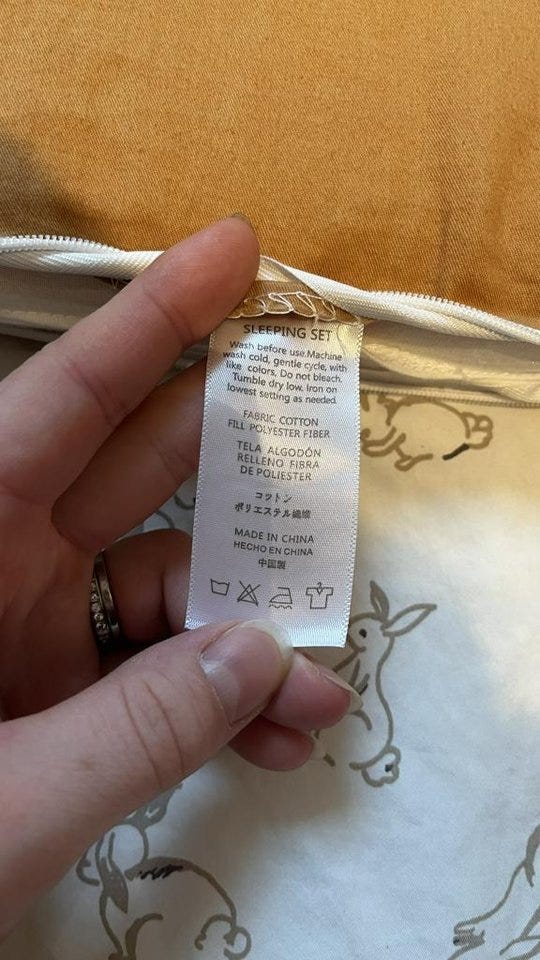 SLEEPING SET
Wash before use.Machine
wash cold, gentle cycle, with
like colors. Do not bleach.
Tumble dry low. Iron on
lowest setting as needed.
FABRIC COTTON
FILL POLYESTER FIBER
TELA ALGODÓN
RELLENO FIBRA
DE POLIESTER
コットン
ポリエステル繊維
MADE IN CHINA
HECHO EN CHINA
中国製